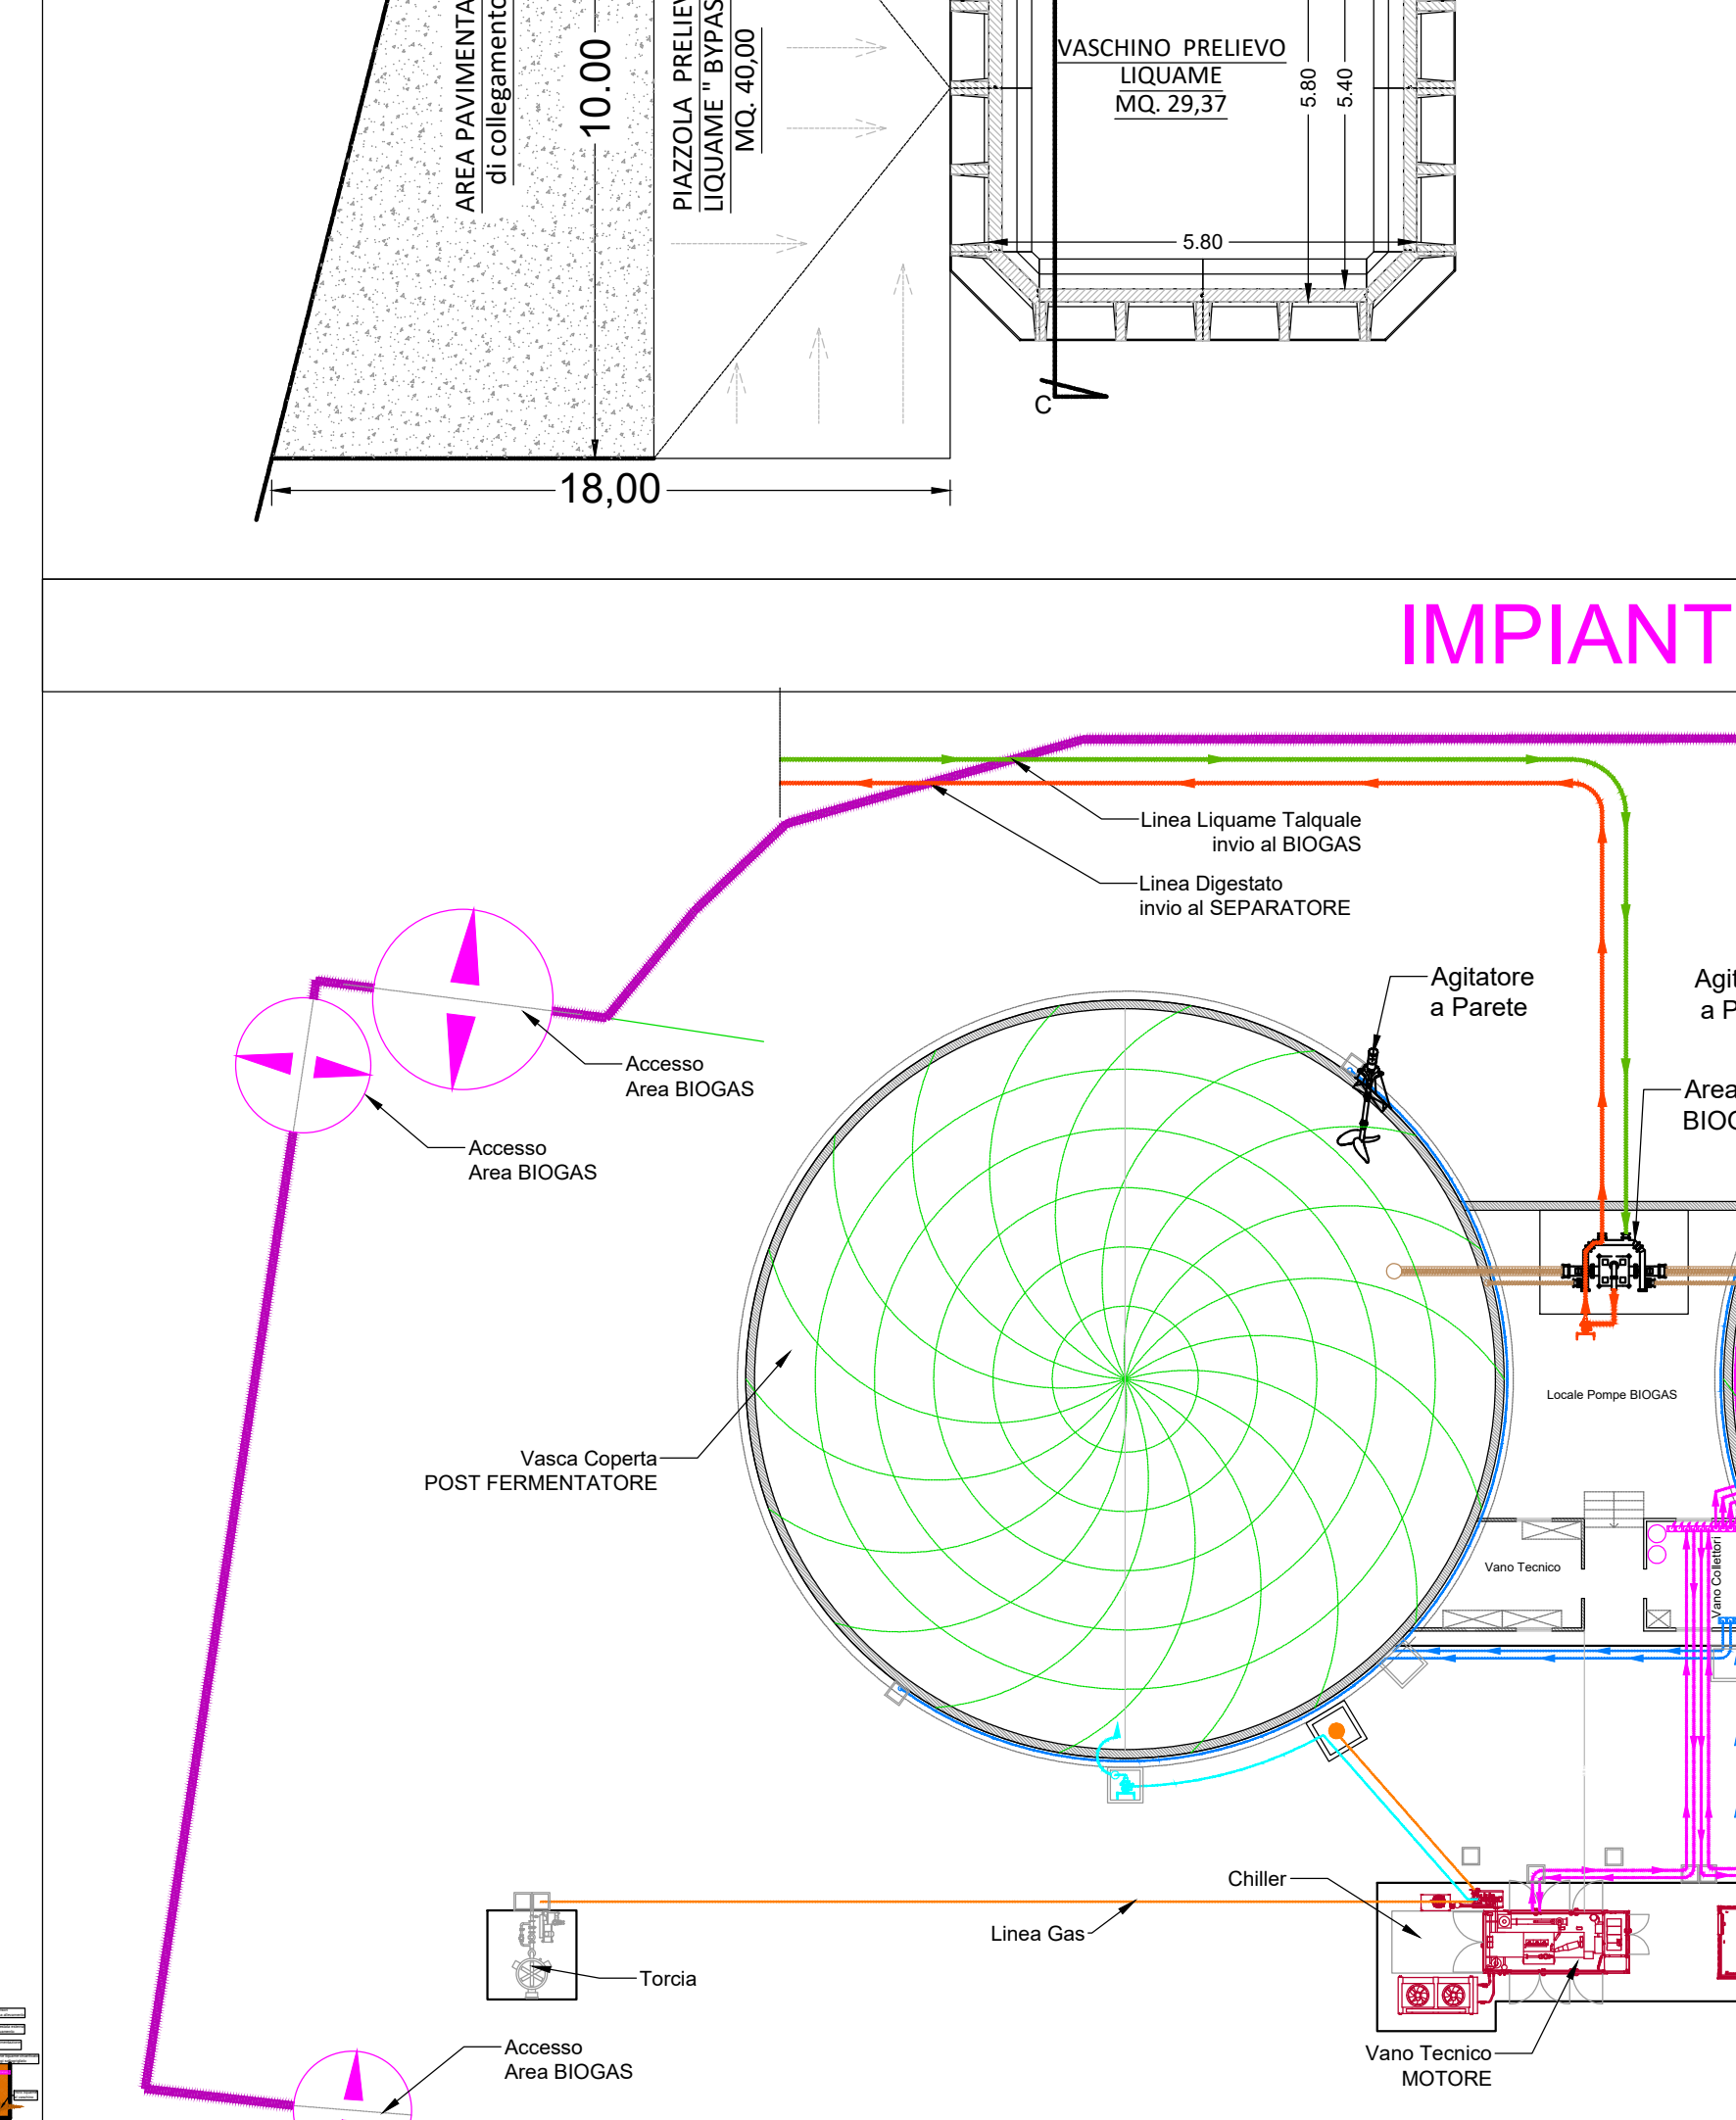 AREA PAVIMENTA
di collegamento
10.00
PIAZZOLA PRELIEV
LIQUAME " BYPAS
MQ. 40,00
VASCHINO PRELIEVO
LIQUAME
MQ. 29,37
5.80
5.40
5.80
C
18,00
IMPIANT
Linea Liquame Talquale
invio al BIOGAS
Linea Digestato
invio al SEPARATORE
Agitatore
a Parete
Agit
a P
Accesso
Area BIOGAS
Area
BIOG
Accesso
Area BIOGAS
Locale Pompe BIOGAS
Vasca Coperta
POST FERMENTATORE
Vano Tecnico
Vano Collettori
Chiller
Linea Gas
Torcia
Accesso
Area BIOGAS
Vano Tecnico
MOTORE